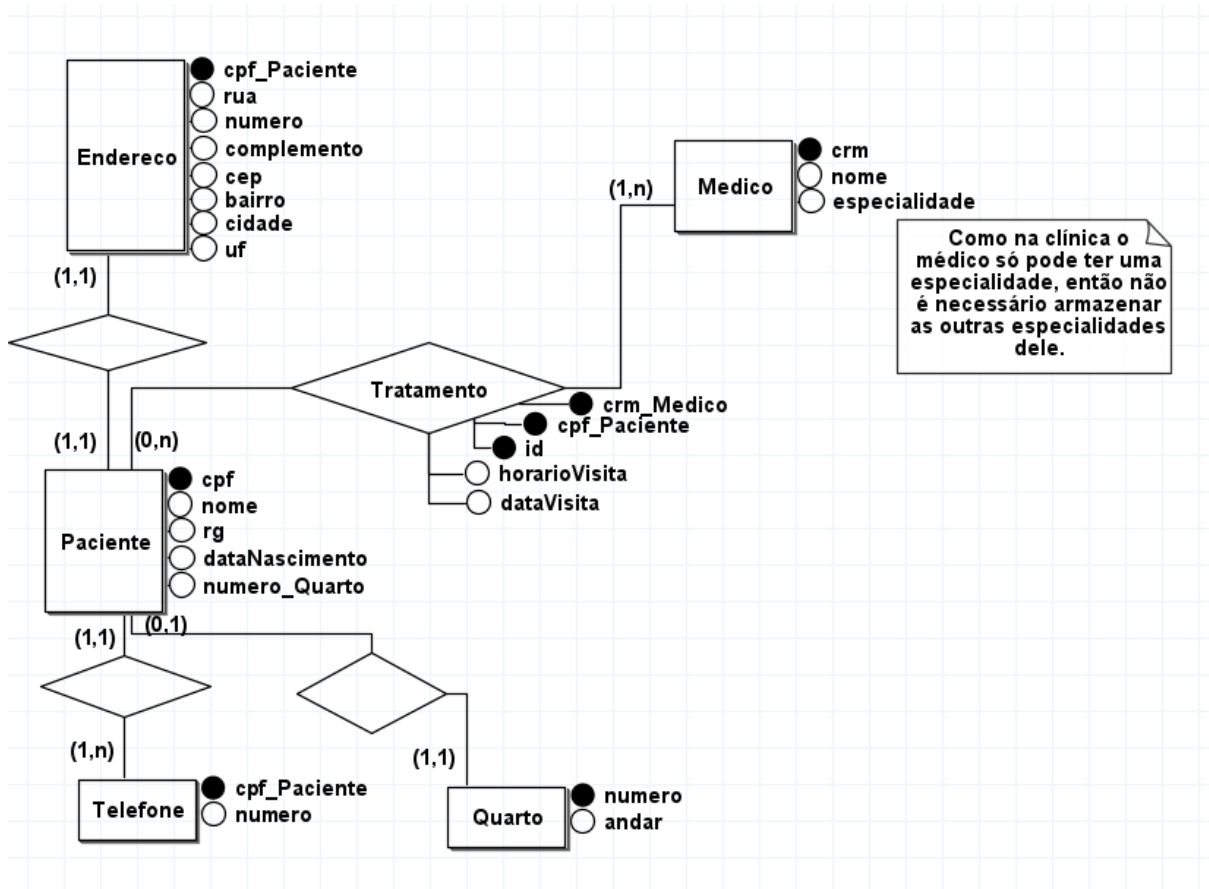 cpf_Paciente
rua
numero
Endereco
complemento
cep
bairro
cidade
uf
(1,1)
crm
nome
especialidade
Medico
(1,n)
Como na clínica o
médico só pode ter uma
especialidade, então não
é necessário armazenar
as outras especialidades
dele.
Tratamento
crm_Medico
cpf_Paciente
id
horarioVisita
dataVisita
(1,1)
(0,n)
cpf
nome
rg
Paciente
dataNascimento
numero_Quarto
(1,1)
(0,1)
(1,n)
(1,1)
Telefone
cpf_Paciente
numero
Quarto
numero
andar